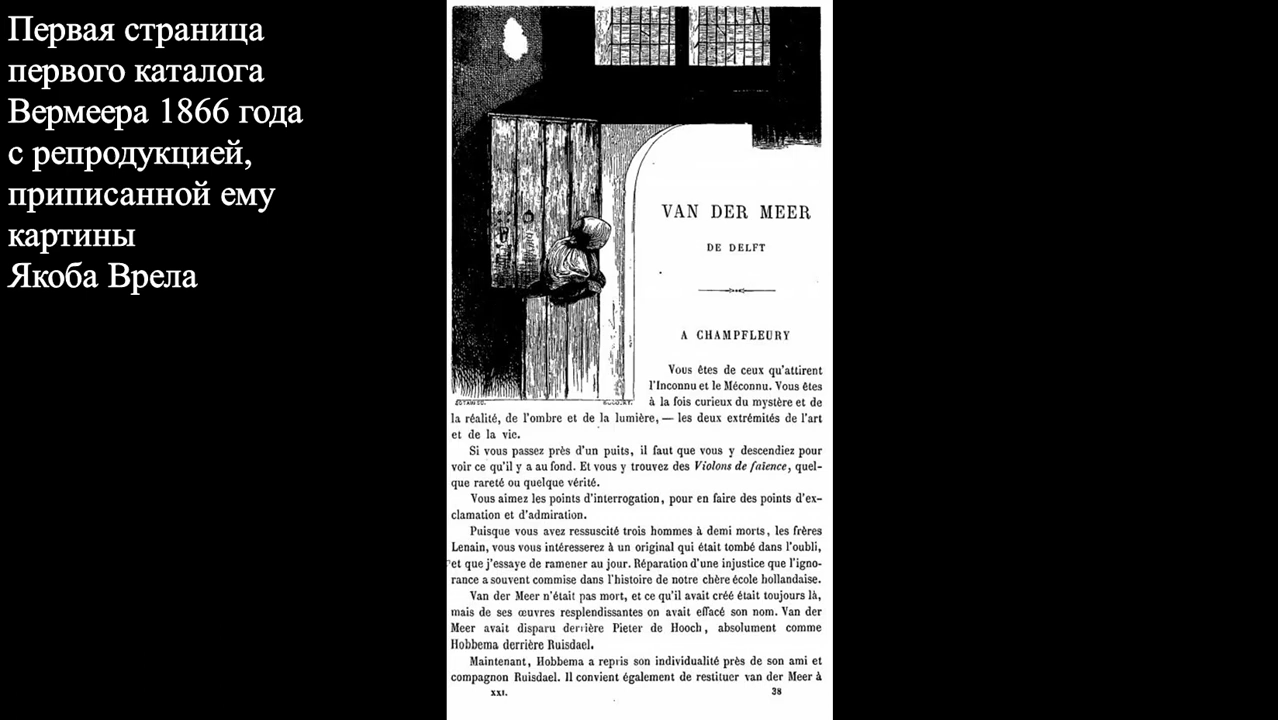 Первая страница
первого каталога
Вермеера 1866 года
с репродукцией,
приписанной ему
картины
Якоба Врела
VAN DER MEER
DE DELFT
A CHAMPFLEURY
Vous êtes de ceux qu'attirent
l'Inconnu et le Méconnu. Vous êtes
à la fois curieux du mystère et de
la réalité, de l'ombre et de la lumière, — les deux extrémités de l'art
et de la vie.
Si vous passez près d'un puits, il faut que vous y descendiez pour
voir ce qu'il y a au fond. Et vous y trouvez des Violons de faïence, quel-
que rareté ou quelque vérité.
Vous aimez les points d'interrogation, pour en faire des points d'ex-
clamation et d'admiration.
Puisque vous avez ressuscité trois hommes à demi morts, les frères
Lenain, vous vous intéresserez à un original qui était tombé dans l'oubli,
et que j'essaye de ramener au jour. Réparation d'une injustice que l'igno-
rance a souvent commise dans l'histoire de notre chère école hollandaise.
Van der Meer n'était pas mort, et ce qu'il avait créé était toujours là,
mais de ses œuvres resplendissantes on avait effacé son nom. Van der
Meer avait disparu derrière Pieter de Hooch, absolument comme
Hobbema derrière Ruisdael.
Maintenant, Hobbema a repris son individualité près de son ami et
compagnon Ruisdael. Il convient également de restituer van der Meer à
XXI. 38